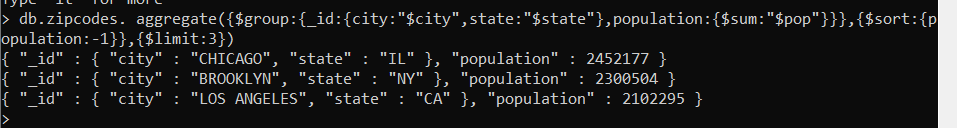 Type "it" for more
> db.zipcodes. aggregate({$group:{_id:{city:"$city",state:"$state"},population:{$sum:"$pop"}}},{$sort:{p
opulation:-1}},{$limit:3})
{ "_id" : { "city" : "CHICAGO", "state" : "IL" }, "population" : 2452177 }
{ "_id" : { "city" : "BROOKLYN", "state" : "NY" }, "population" : 2300504 }
{ "_id" : { "city" : "LOS ANGELES", "state" : "CA" }, "population" : 2102295 }
>